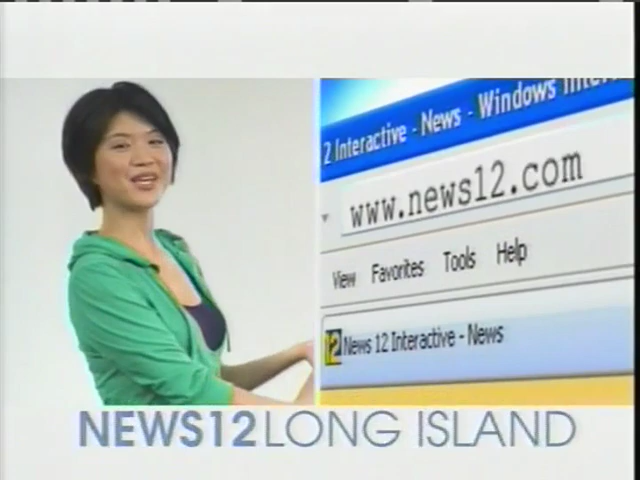 2 Interactive - News - Windows Inter
www.news12.com
View Favorites Tools Help
12 News 12 Interactive - News
NEWS12 LONG ISLAND